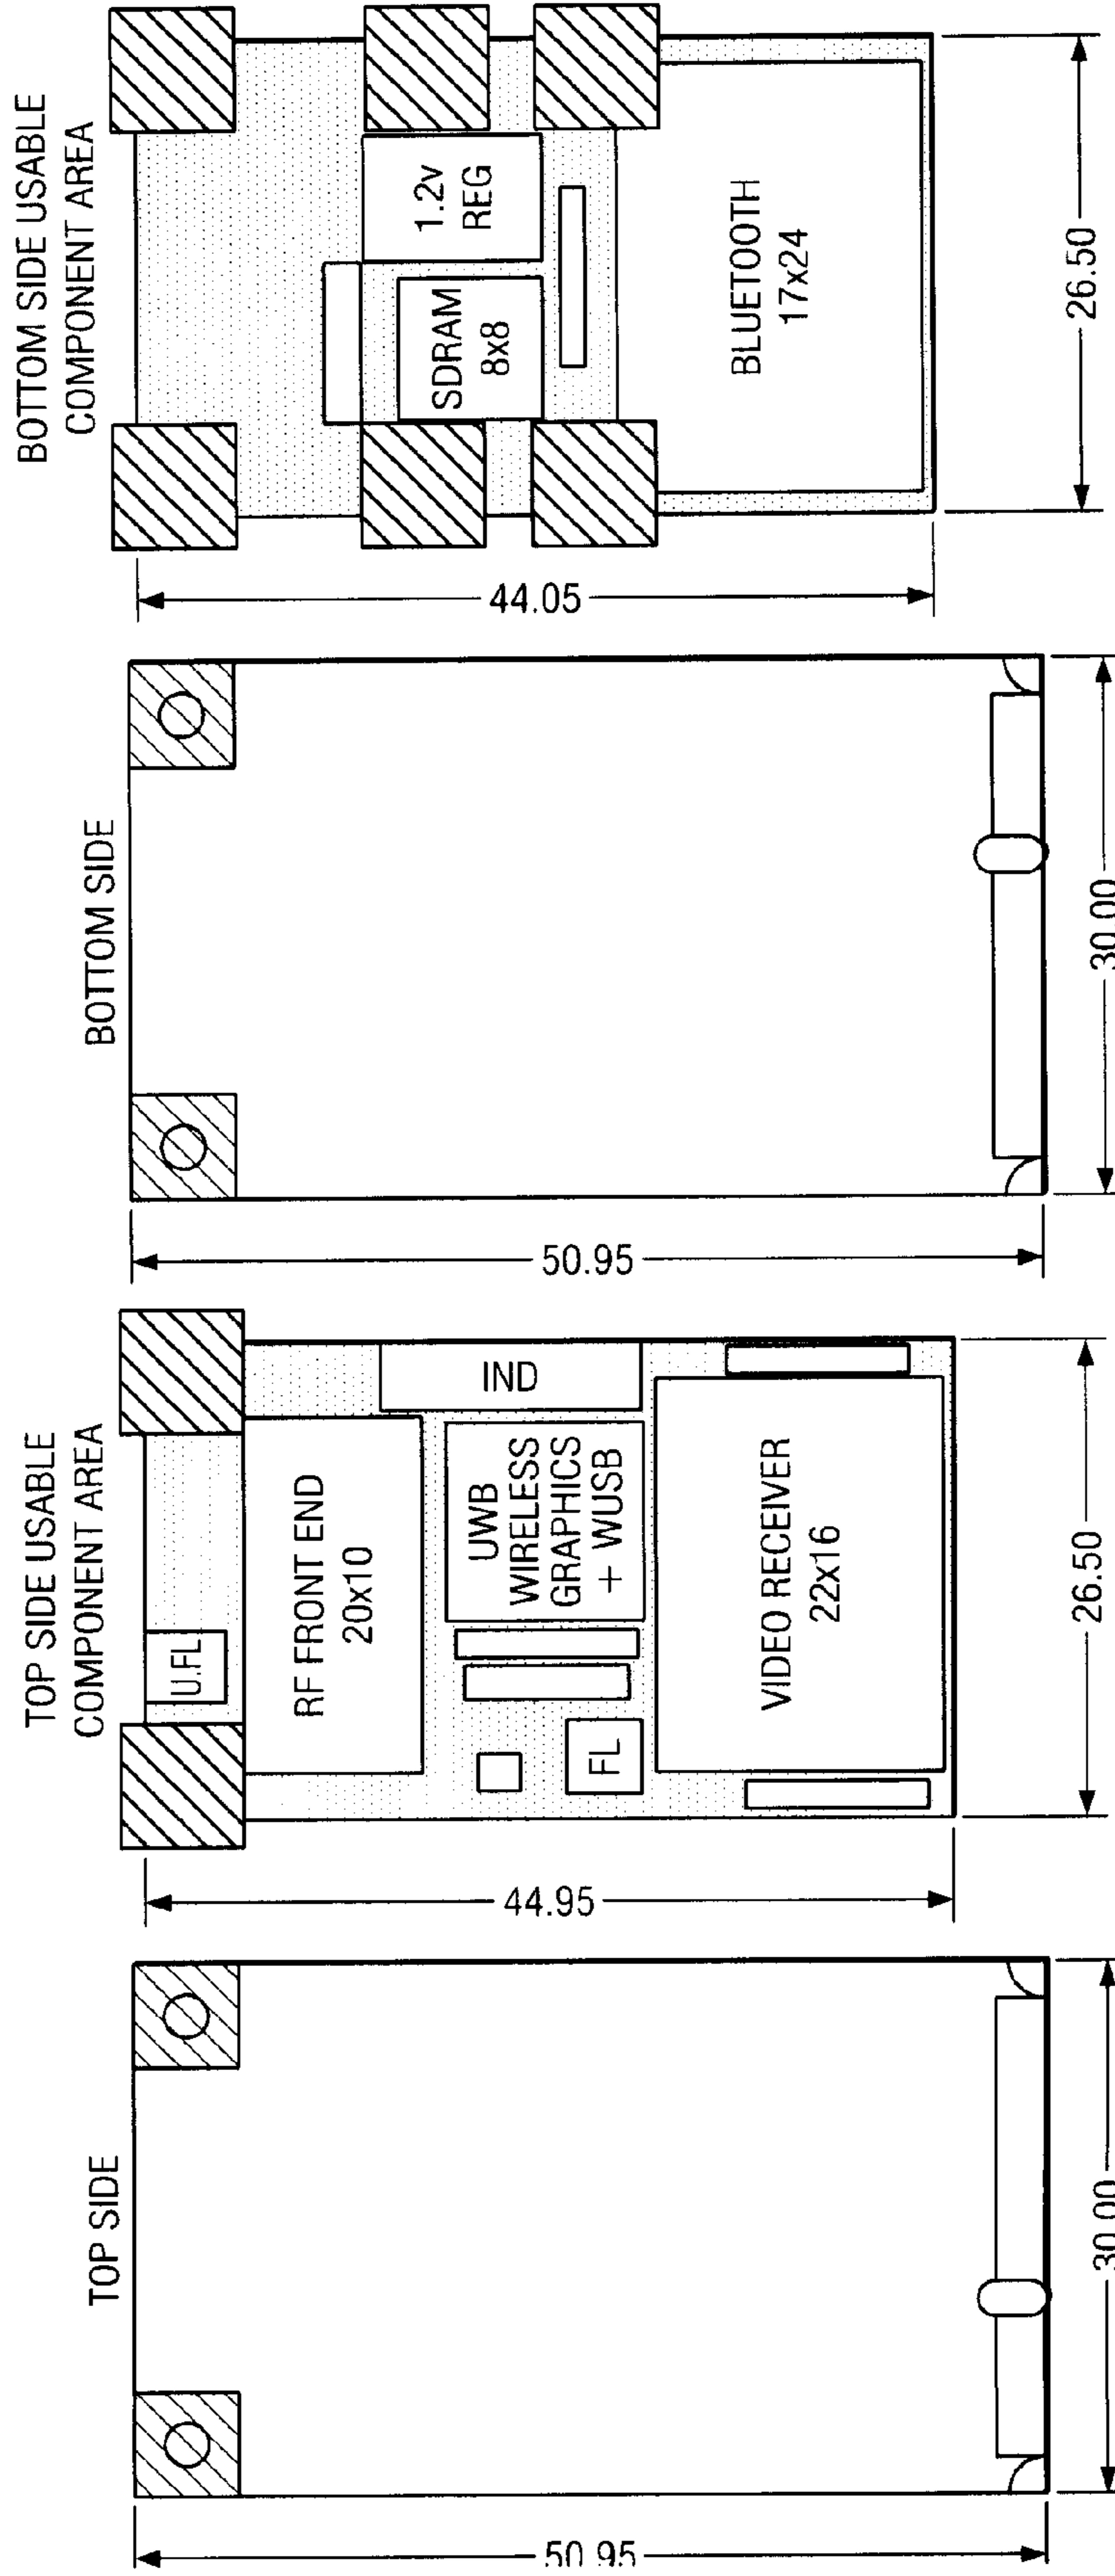 TOP SIDE
50.95
30.00
TOP SIDE USABLE
COMPONENT AREA
U.FL
RF FRONT END
20x10
IND
UWB
WIRELESS
GRAPHICS
+ WUSB
FL
VIDEO RECEIVER
22x16
44.95
26.50
BOTTOM SIDE
50.95
30.00
BOTTOM SIDE USABLE
COMPONENT AREA
1.2v
REG
SDRAM
8x8
BLUETOOTH
17x24
44.05
26.50